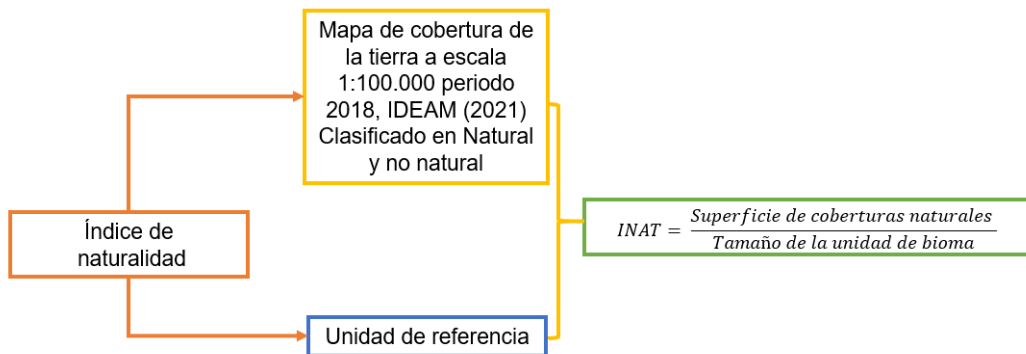 Mapa de cobertura de
la tierra a escala
1:100.000 periodo
2018, IDEAM (2021)
Clasificado en Natural
y no natural
Índice de
naturalidad
INAT = Superficie de coberturas naturales
Tamaño de la unidad de bioma
Unidad de referencia